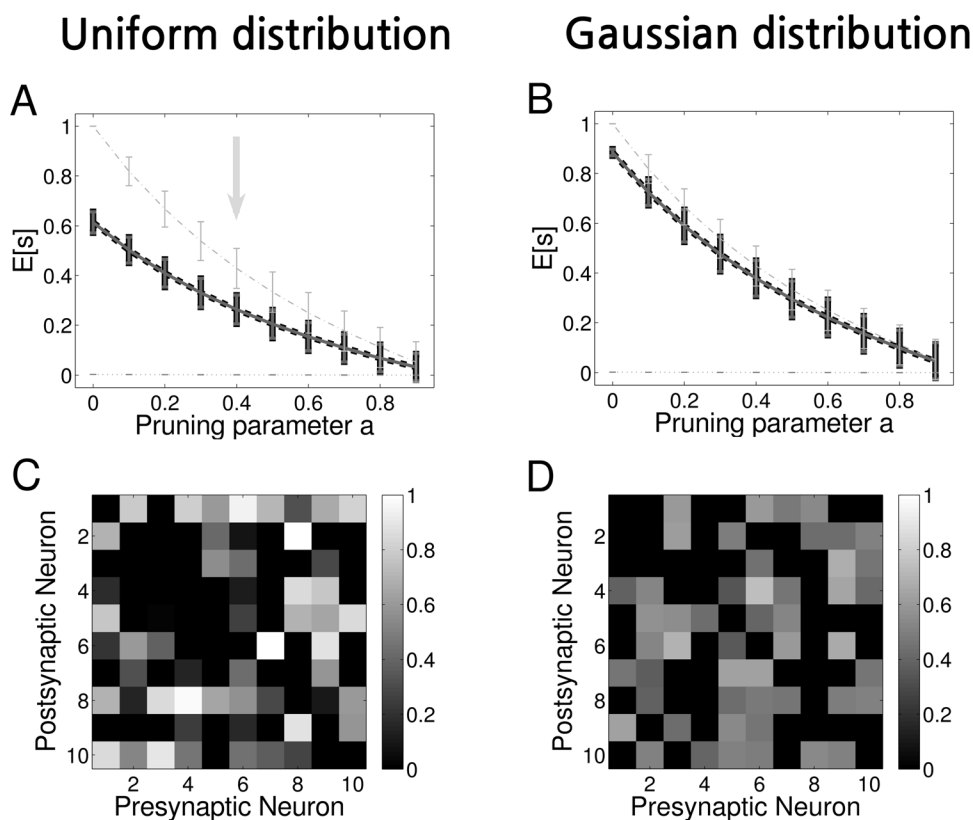 Uniform distribution
Gaussian distribution
A
1
0.8
0.6
0.4
0.2
0
E[s]
0 0.2 0.4 0.6 0.8
Pruning parameter a
B
1
0.8
0.6
0.4
0.2
0
E[s]
0 0.2 0.4 0.6 0.8
Pruning parameter a
C
Postsynaptic Neuron
2
4
6
8
10
2 4 6 8 10
Presynaptic Neuron
1
0.8
0.6
0.4
0.2
0
D
Postsynaptic Neuron
2
4
6
8
10
2 4 6 8 10
Presynaptic Neuron
1
0.8
0.6
0.4
0.2
0